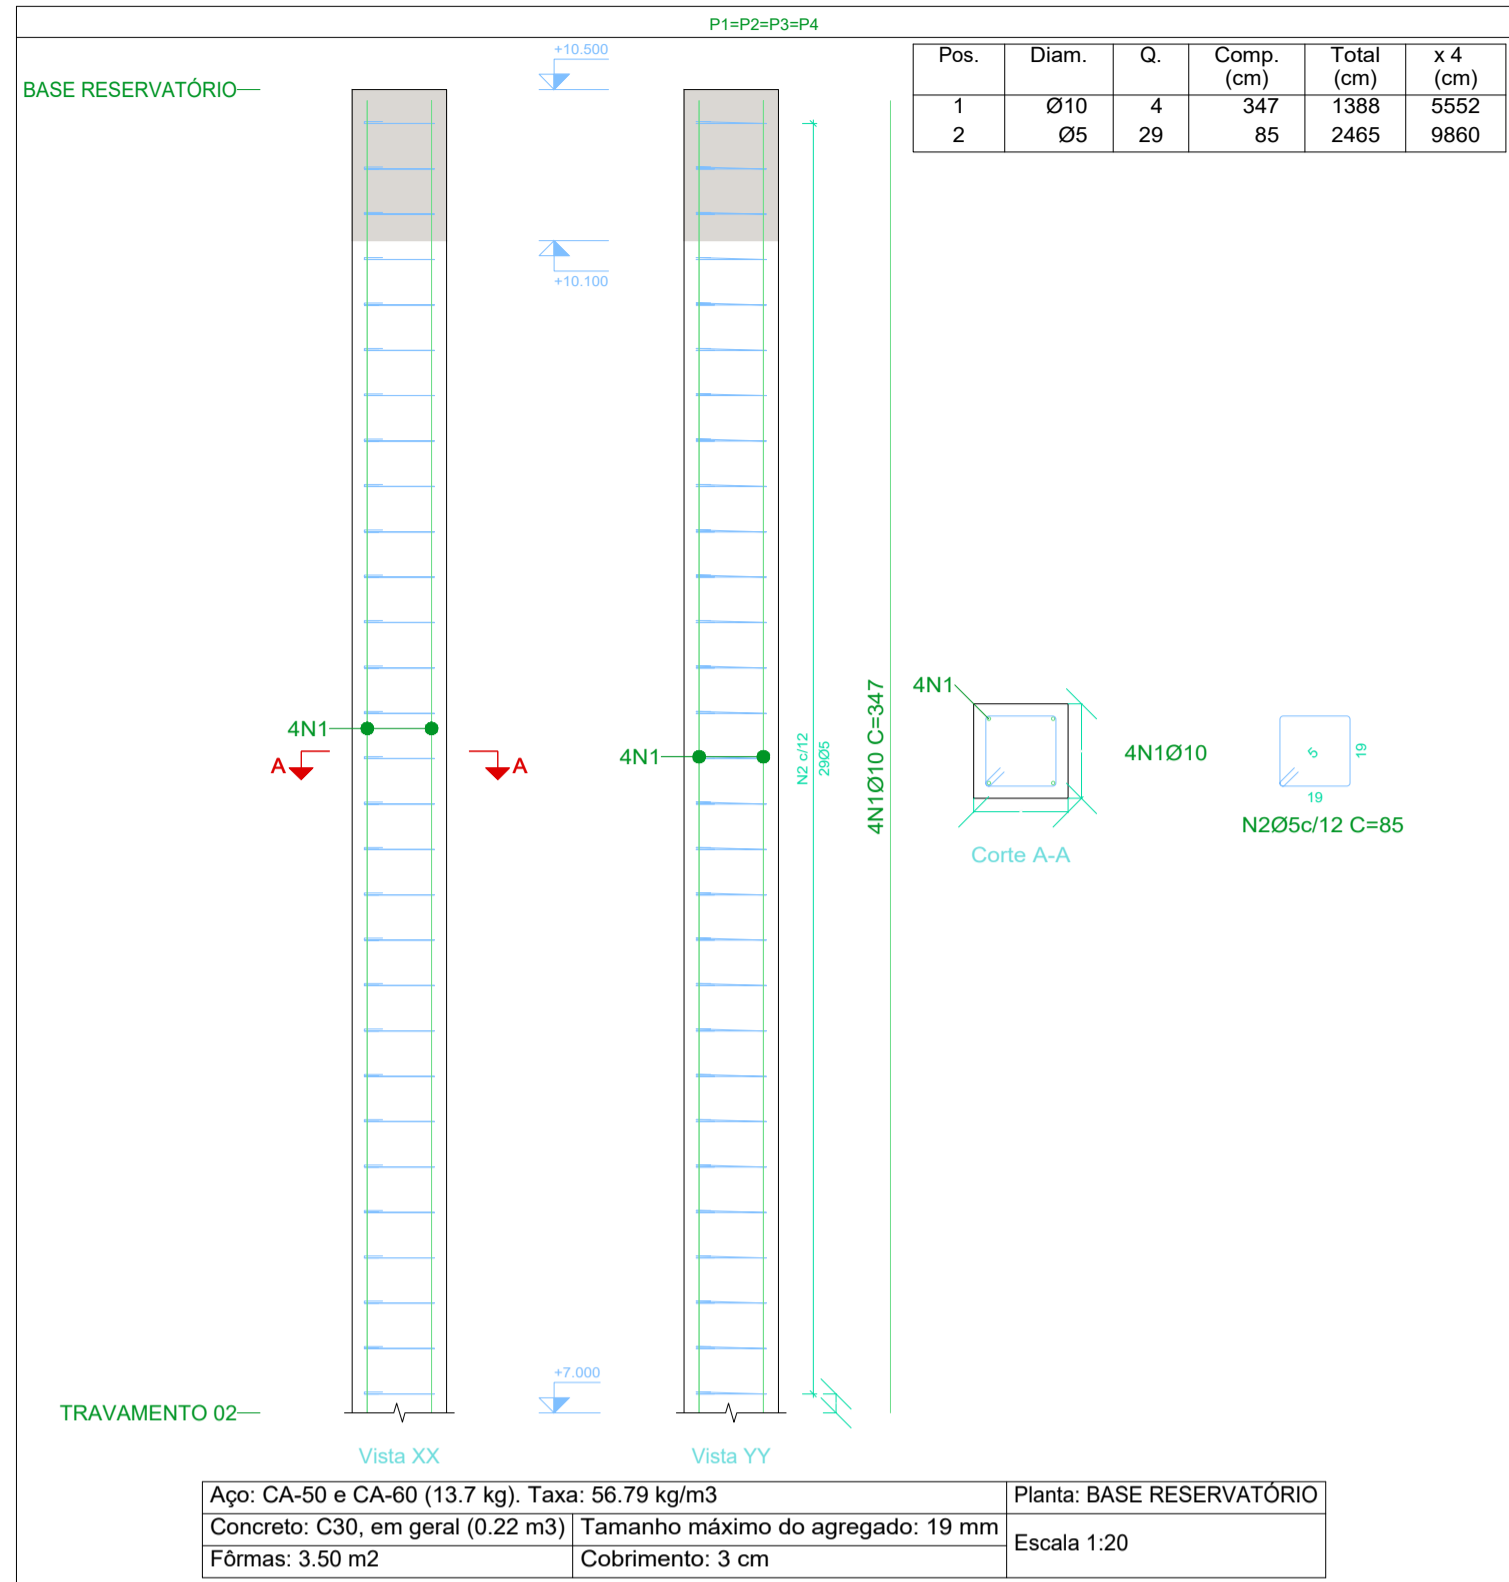 P1=P2=P3=P4
+10.500
BASE RESERVATÓRIO
Pos. Diam. Q. Comp. (cm) Total (cm) x 4 (cm)
1 Ø10 4 347 1388 5552
2 Ø5 29 85 2465 9860
+10.100
4N1
A A
4N1
N2 c/12
29Ø5
4N1Ø10 C=347
4N1
4N1Ø10
Corte A-A
5
19
19
N2Ø5c/12 C=85
+7.000
TRAVAMENTO 02
Vista XX
Vista YY
Aço: CA-50 e CA-60 (13.7 kg). Taxa: 56.79 kg/m3
Planta: BASE RESERVATÓRIO
Concreto: C30, em geral (0.22 m3)
Tamanho máximo do agregado: 19 mm
Escala 1:20
Fôrmas: 3.50 m2
Cobrimento: 3 cm